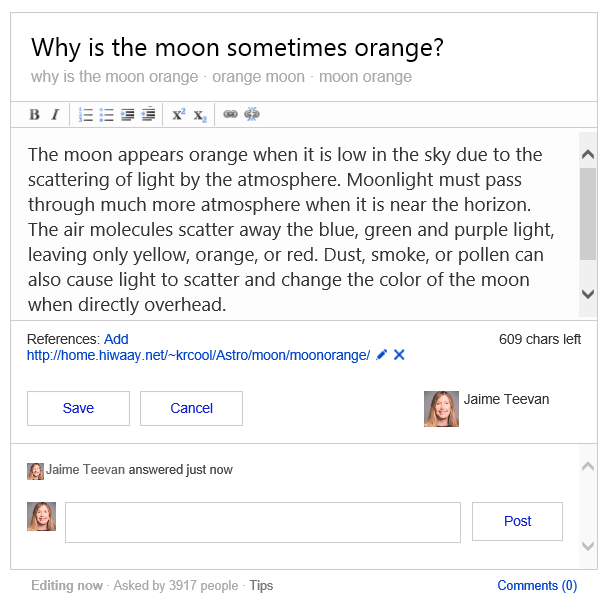 Why is the moon sometimes orange?
why is the moon orange · orange moon · moon orange
B I x² x₂
The moon appears orange when it is low in the sky due to the
scattering of light by the atmosphere. Moonlight must pass
through much more atmosphere when it is near the horizon.
The air molecules scatter away the blue, green and purple light,
leaving only yellow, orange, or red. Dust, smoke, or pollen can
also cause light to scatter and change the color of the moon
when directly overhead.
References: Add 609 chars left
http://home.hiwaay.net/~krcool/Astro/moon/moonorange/
Save Cancel Jaime Teevan
Jaime Teevan answered just now
Post
Editing now · Asked by 3917 people · Tips Comments (0)